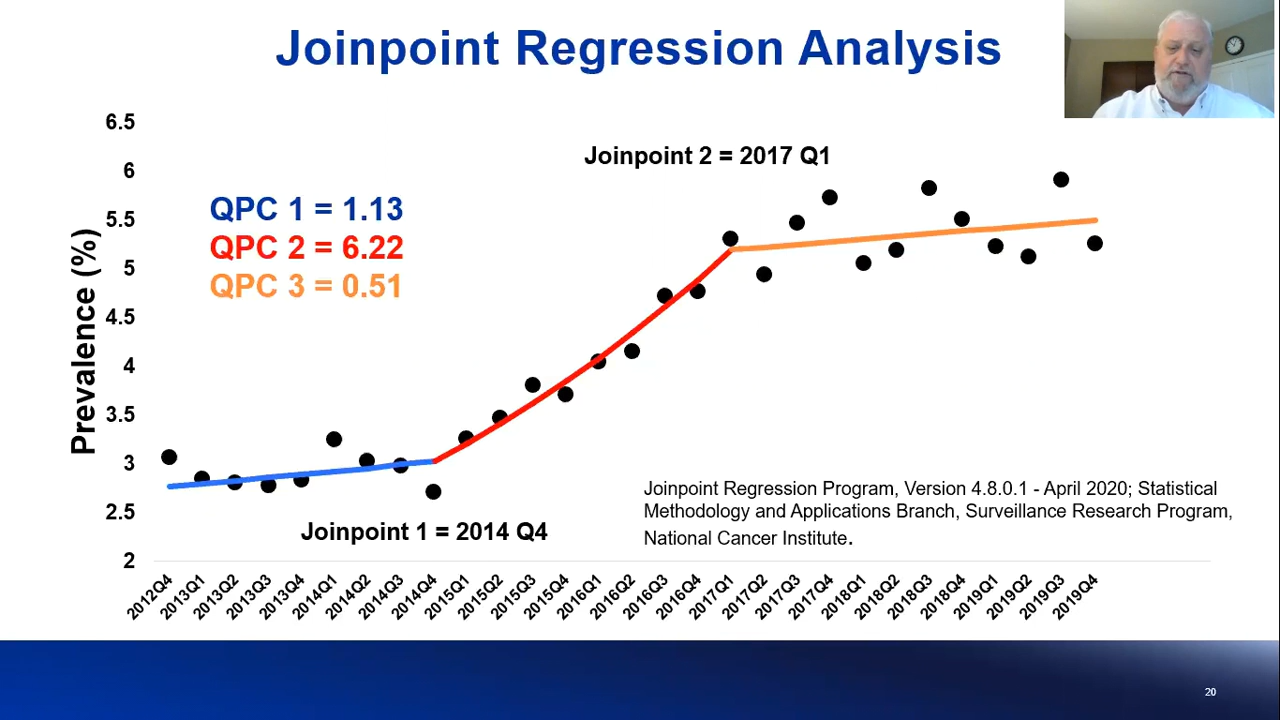 Joinpoint Regression Analysis
6.5
6
5.5
5
4.5
4
3.5
3
2.5
2
Prevalence (%)
Joinpoint 2 = 2017 Q1
QPC 1 = 1.13
QPC 2 = 6.22
QPC 3 = 0.51
Joinpoint 1 = 2014 Q4
Joinpoint Regression Program, Version 4.8.0.1 - April 2020; Statistical
Methodology and Applications Branch, Surveillance Research Program,
National Cancer Institute.
2012Q4
2013Q1
2013Q2
2013Q3
2013Q4
2014Q1
2014Q2
2014Q3
2014Q4
2015Q1
2015Q2
2015Q3
2015Q4
2016Q1
2016Q2
2016Q3
2016Q4
2017Q1
2017Q2
2017Q3
2017Q4
2018Q1
2018Q2
2018Q3
2018Q4
2019Q1
2019Q2
2019Q3
2019Q4
20